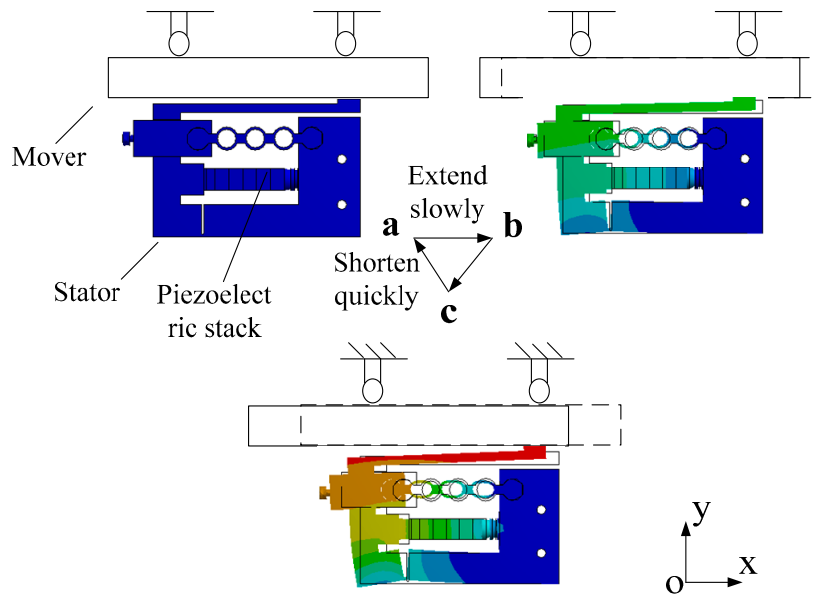 Mover
Extend
slowly
a
b
Shorten
quickly
c
Stator
Piezoelect
ric stack
y
x
o